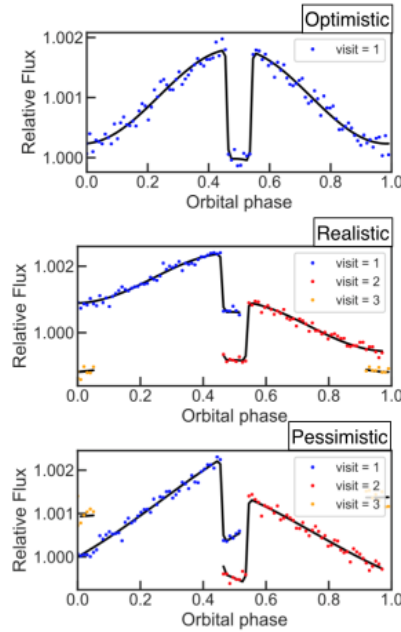 Optimistic
Relative Flux
1.002
1.001
1.000
visit = 1
0.0 0.2 0.4 0.6 0.8 1.0
Orbital phase
Realistic
Relative Flux
1.002
1.000
visit = 1
visit = 2
visit = 3
0.0 0.2 0.4 0.6 0.8 1.0
Orbital phase
Pessimistic
Relative Flux
1.002
1.001
1.000
visit = 1
visit = 2
visit = 3
0.0 0.2 0.4 0.6 0.8 1.0
Orbital phase